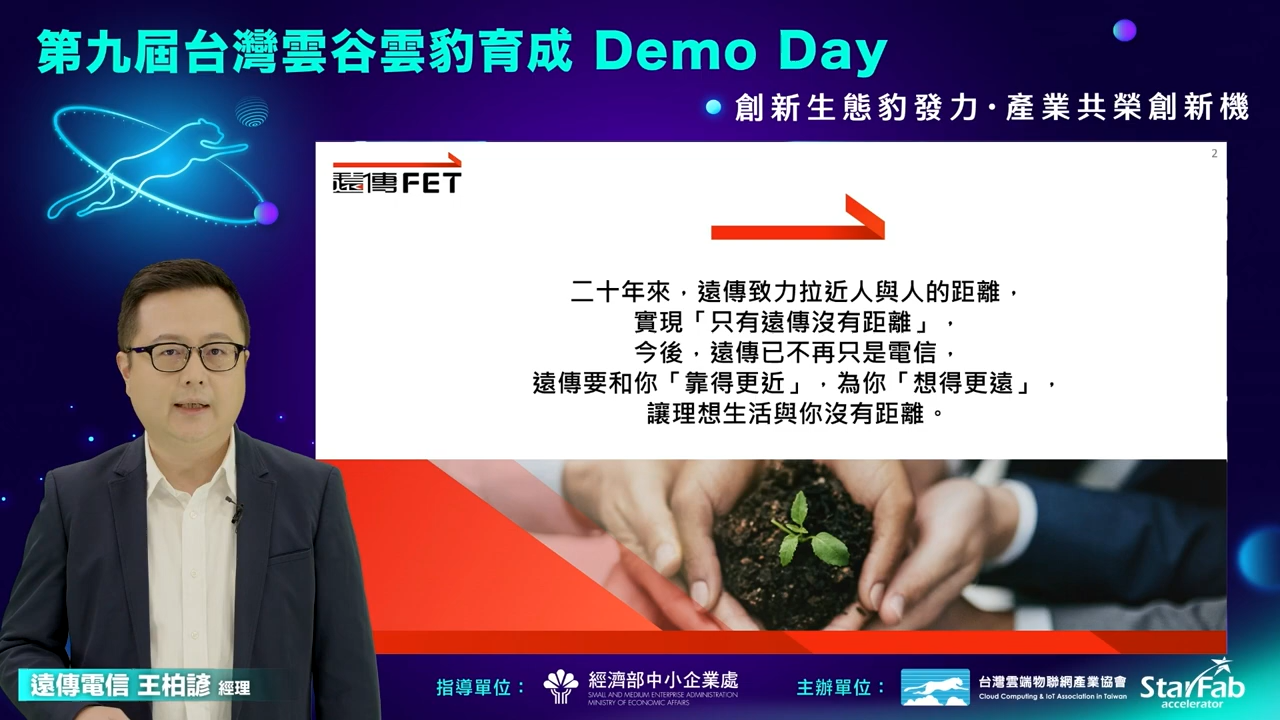 第九屆台灣雲谷雲豹育成 Demo Day
創新生態豹發力·產業共榮創新機
2
遠傳FET
二十年來，遠傳致力拉近人與人的距離，
實現「只有遠傳沒有距離」，
今後，遠傳已不再只是電信，
遠傳要和你「靠得更近」，為你「想得更遠」，
讓理想生活與你沒有距離。
遠傳電信 王柏諺 經理
指導單位：
經濟部中小企業處
SMALL AND MEDIUM ENTERPRISE ADMINISTRATION
MINISTRY OF ECONOMIC AFFAIRS
主辦單位：
台灣雲端物聯網產業協會
Cloud Computing & IoT Association in Taiwan
StarFab
accelerator